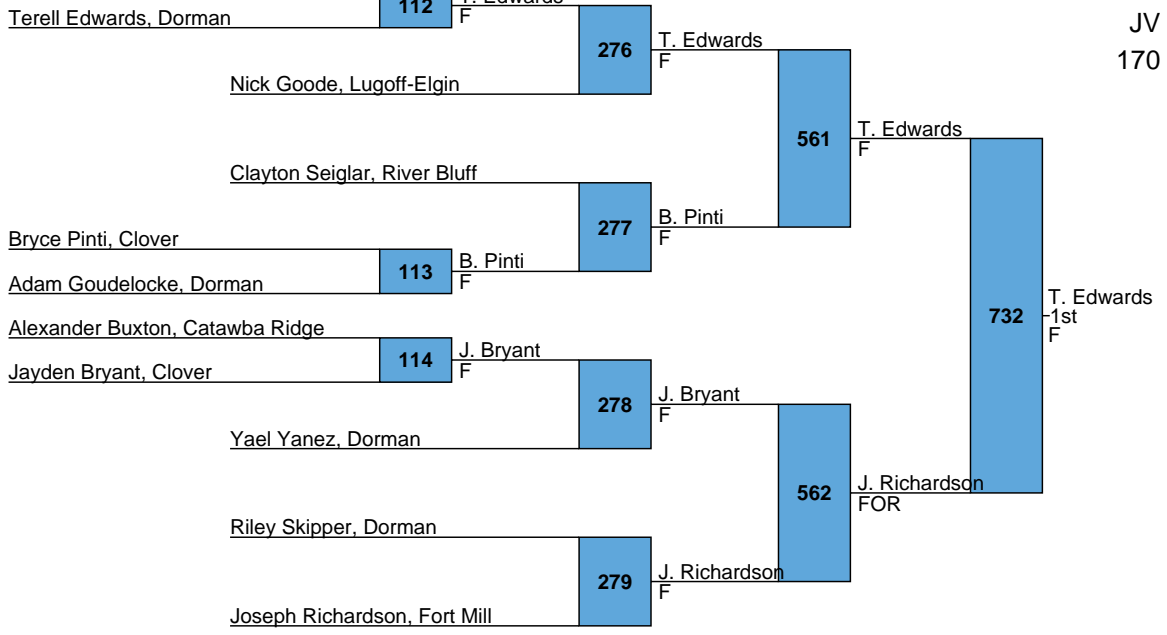 T. Edwards
112
F
Terell Edwards, Dorman
JV
170
276
T. Edwards
F
Nick Goode, Lugoff-Elgin
561
T. Edwards
F
Clayton Seiglar, River Bluff
277
B. Pinti
F
Bryce Pinti, Clover
113
B. Pinti
F
Adam Goudelocke, Dorman
732
T. Edwards
1st
F
Alexander Buxton, Catawba Ridge
114
J. Bryant
F
Jayden Bryant, Clover
278
J. Bryant
F
Yael Yanez, Dorman
562
J. Richardson
FOR
Riley Skipper, Dorman
279
J. Richardson
F
Joseph Richardson, Fort Mill